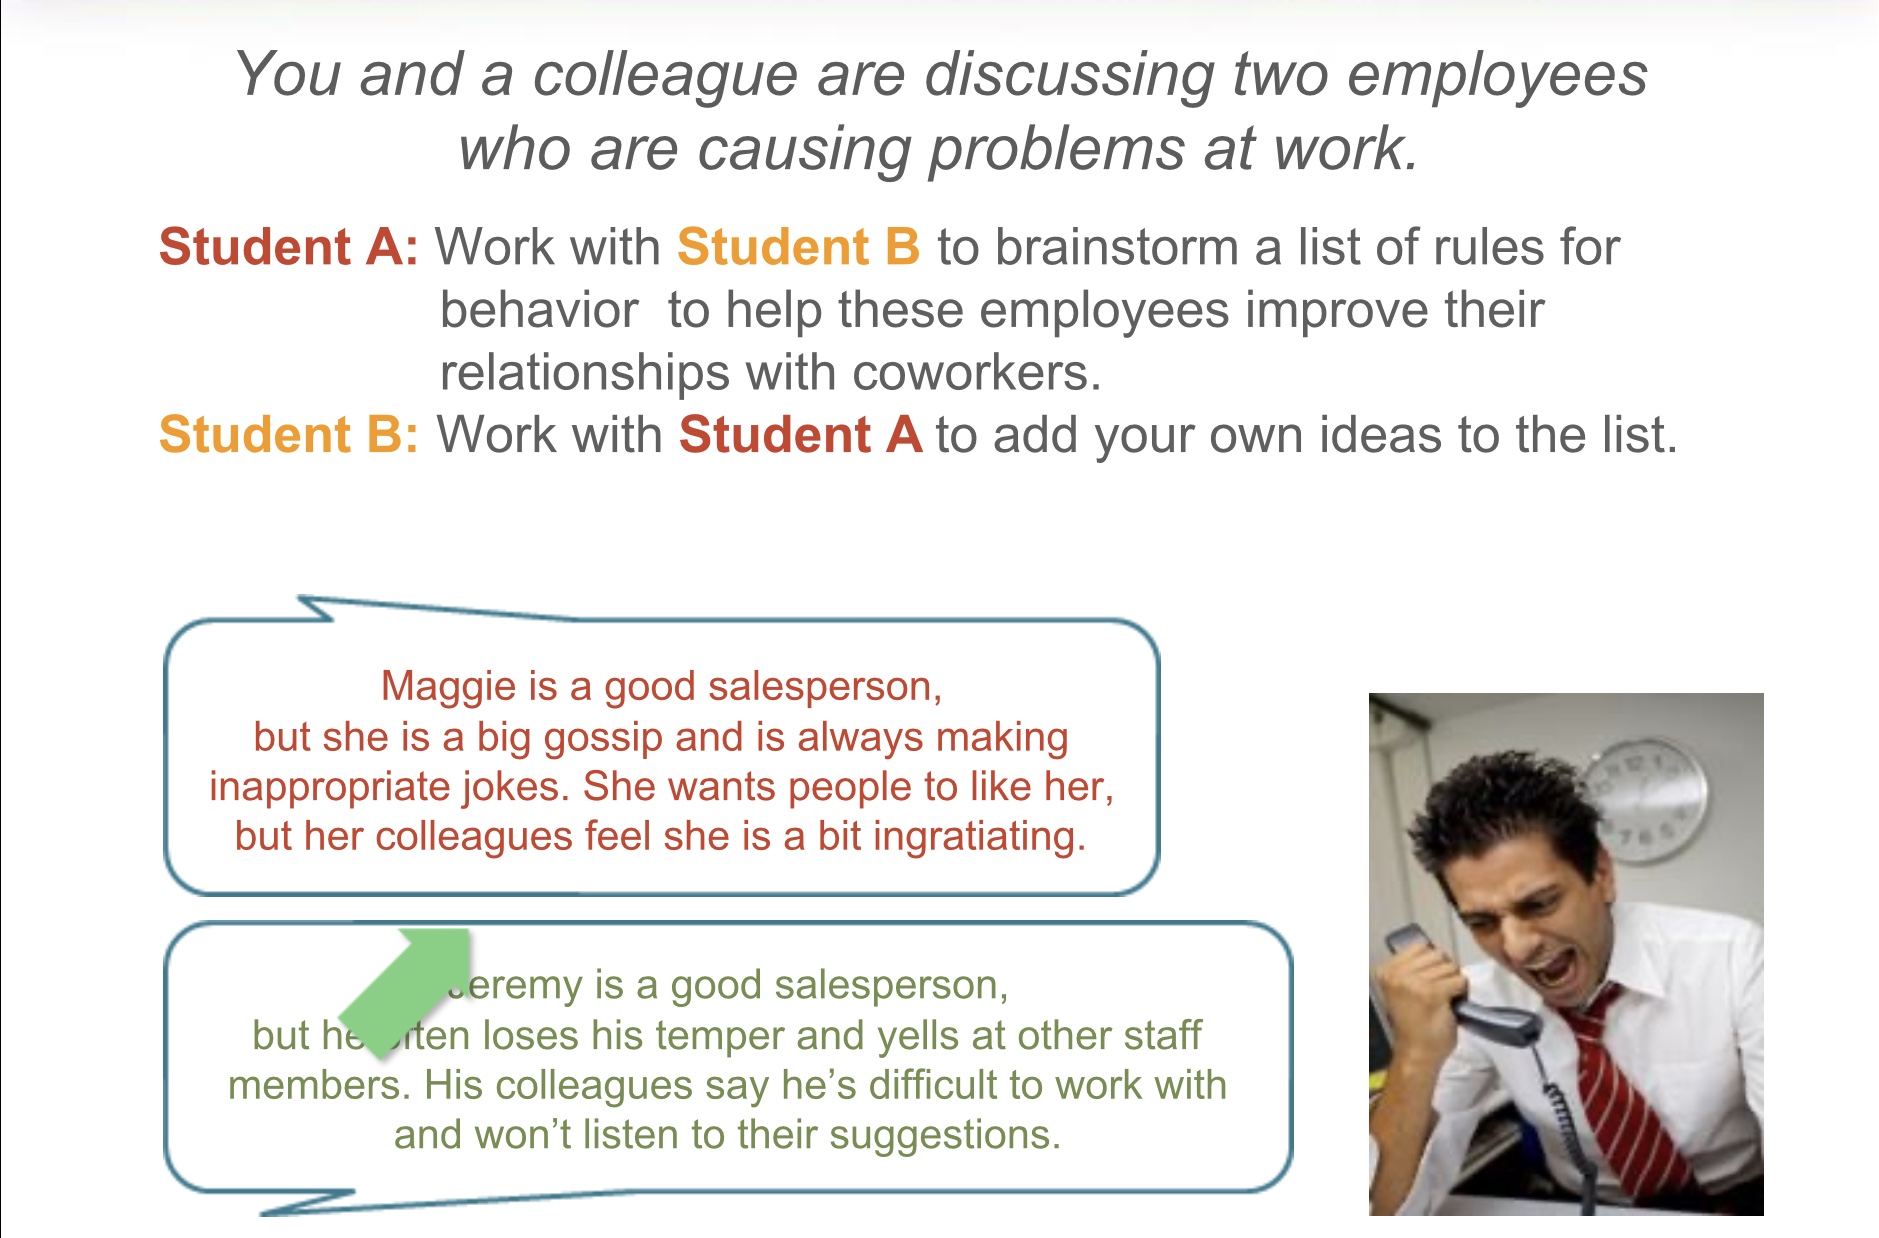 You and a colleague are discussing two employees
who are causing problems at work.
Student A: Work with Student B to brainstorm a list of rules for
behavior  to help these employees improve their
relationships with coworkers.
Student B: Work with Student A to add your own ideas to the list.
Maggie is a good salesperson,
but she is a big gossip and is always making
inappropriate jokes. She wants people to like her,
but her colleagues feel she is a bit ingratiating.
Jeremy is a good salesperson,
but he often loses his temper and yells at other staff
members. His colleagues say he’s difficult to work with
and won’t listen to their suggestions.